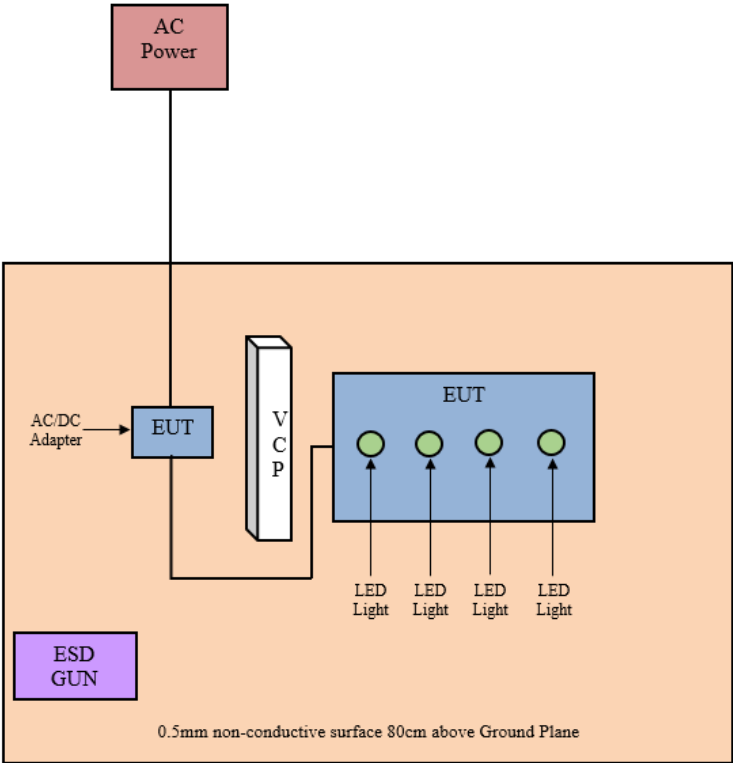 AC
Power
AC/DC
Adapter
EUT
V
C
P
EUT
LED
Light
LED
Light
LED
Light
LED
Light
ESD
GUN
0.5mm non-conductive surface 80cm above Ground Plane